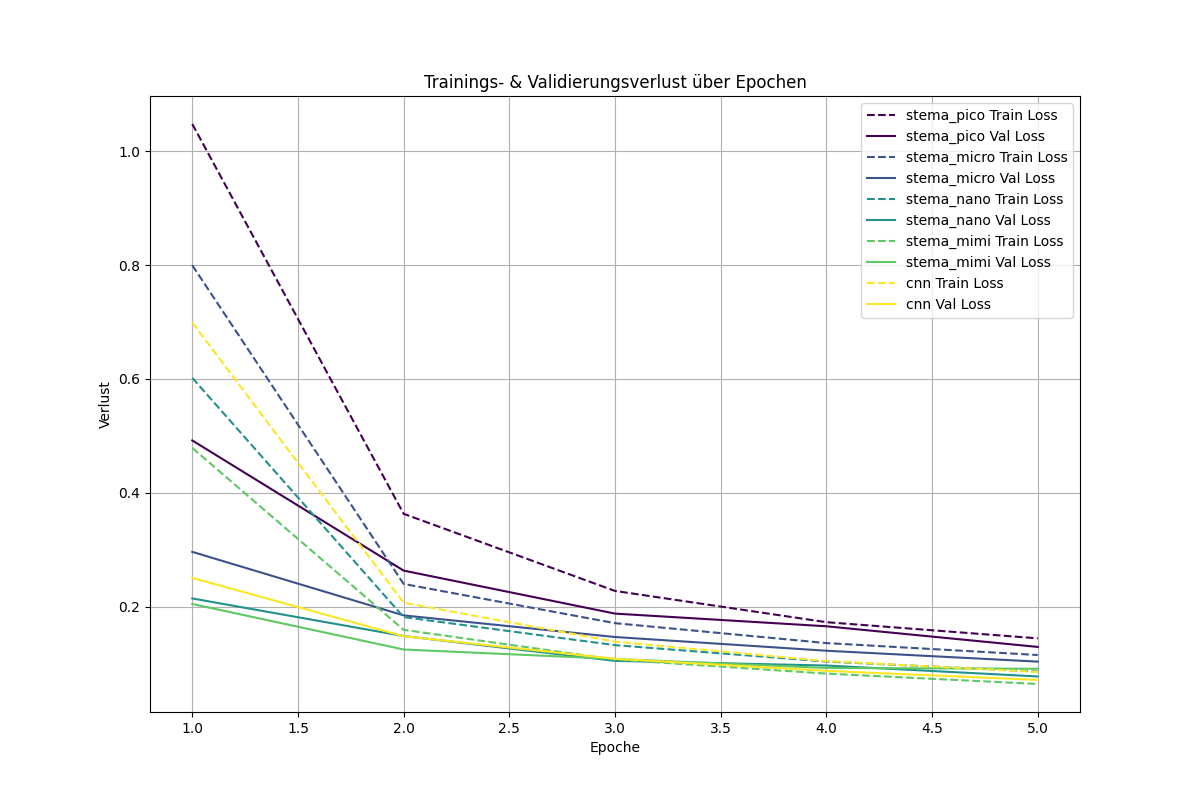 Trainings- & Validierungsverlust über Epochen
stema_pico Train Loss
stema_pico Val Loss
stema_micro Train Loss
stema_micro Val Loss
stema_nano Train Loss
stema_nano Val Loss
stema_mimi Train Loss
stema_mimi Val Loss
cnn Train Loss
cnn Val Loss
Verlust
1.0
0.8
0.6
0.4
0.2
1.0 1.5 2.0 2.5 3.0 3.5 4.0 4.5 5.0
Epoche